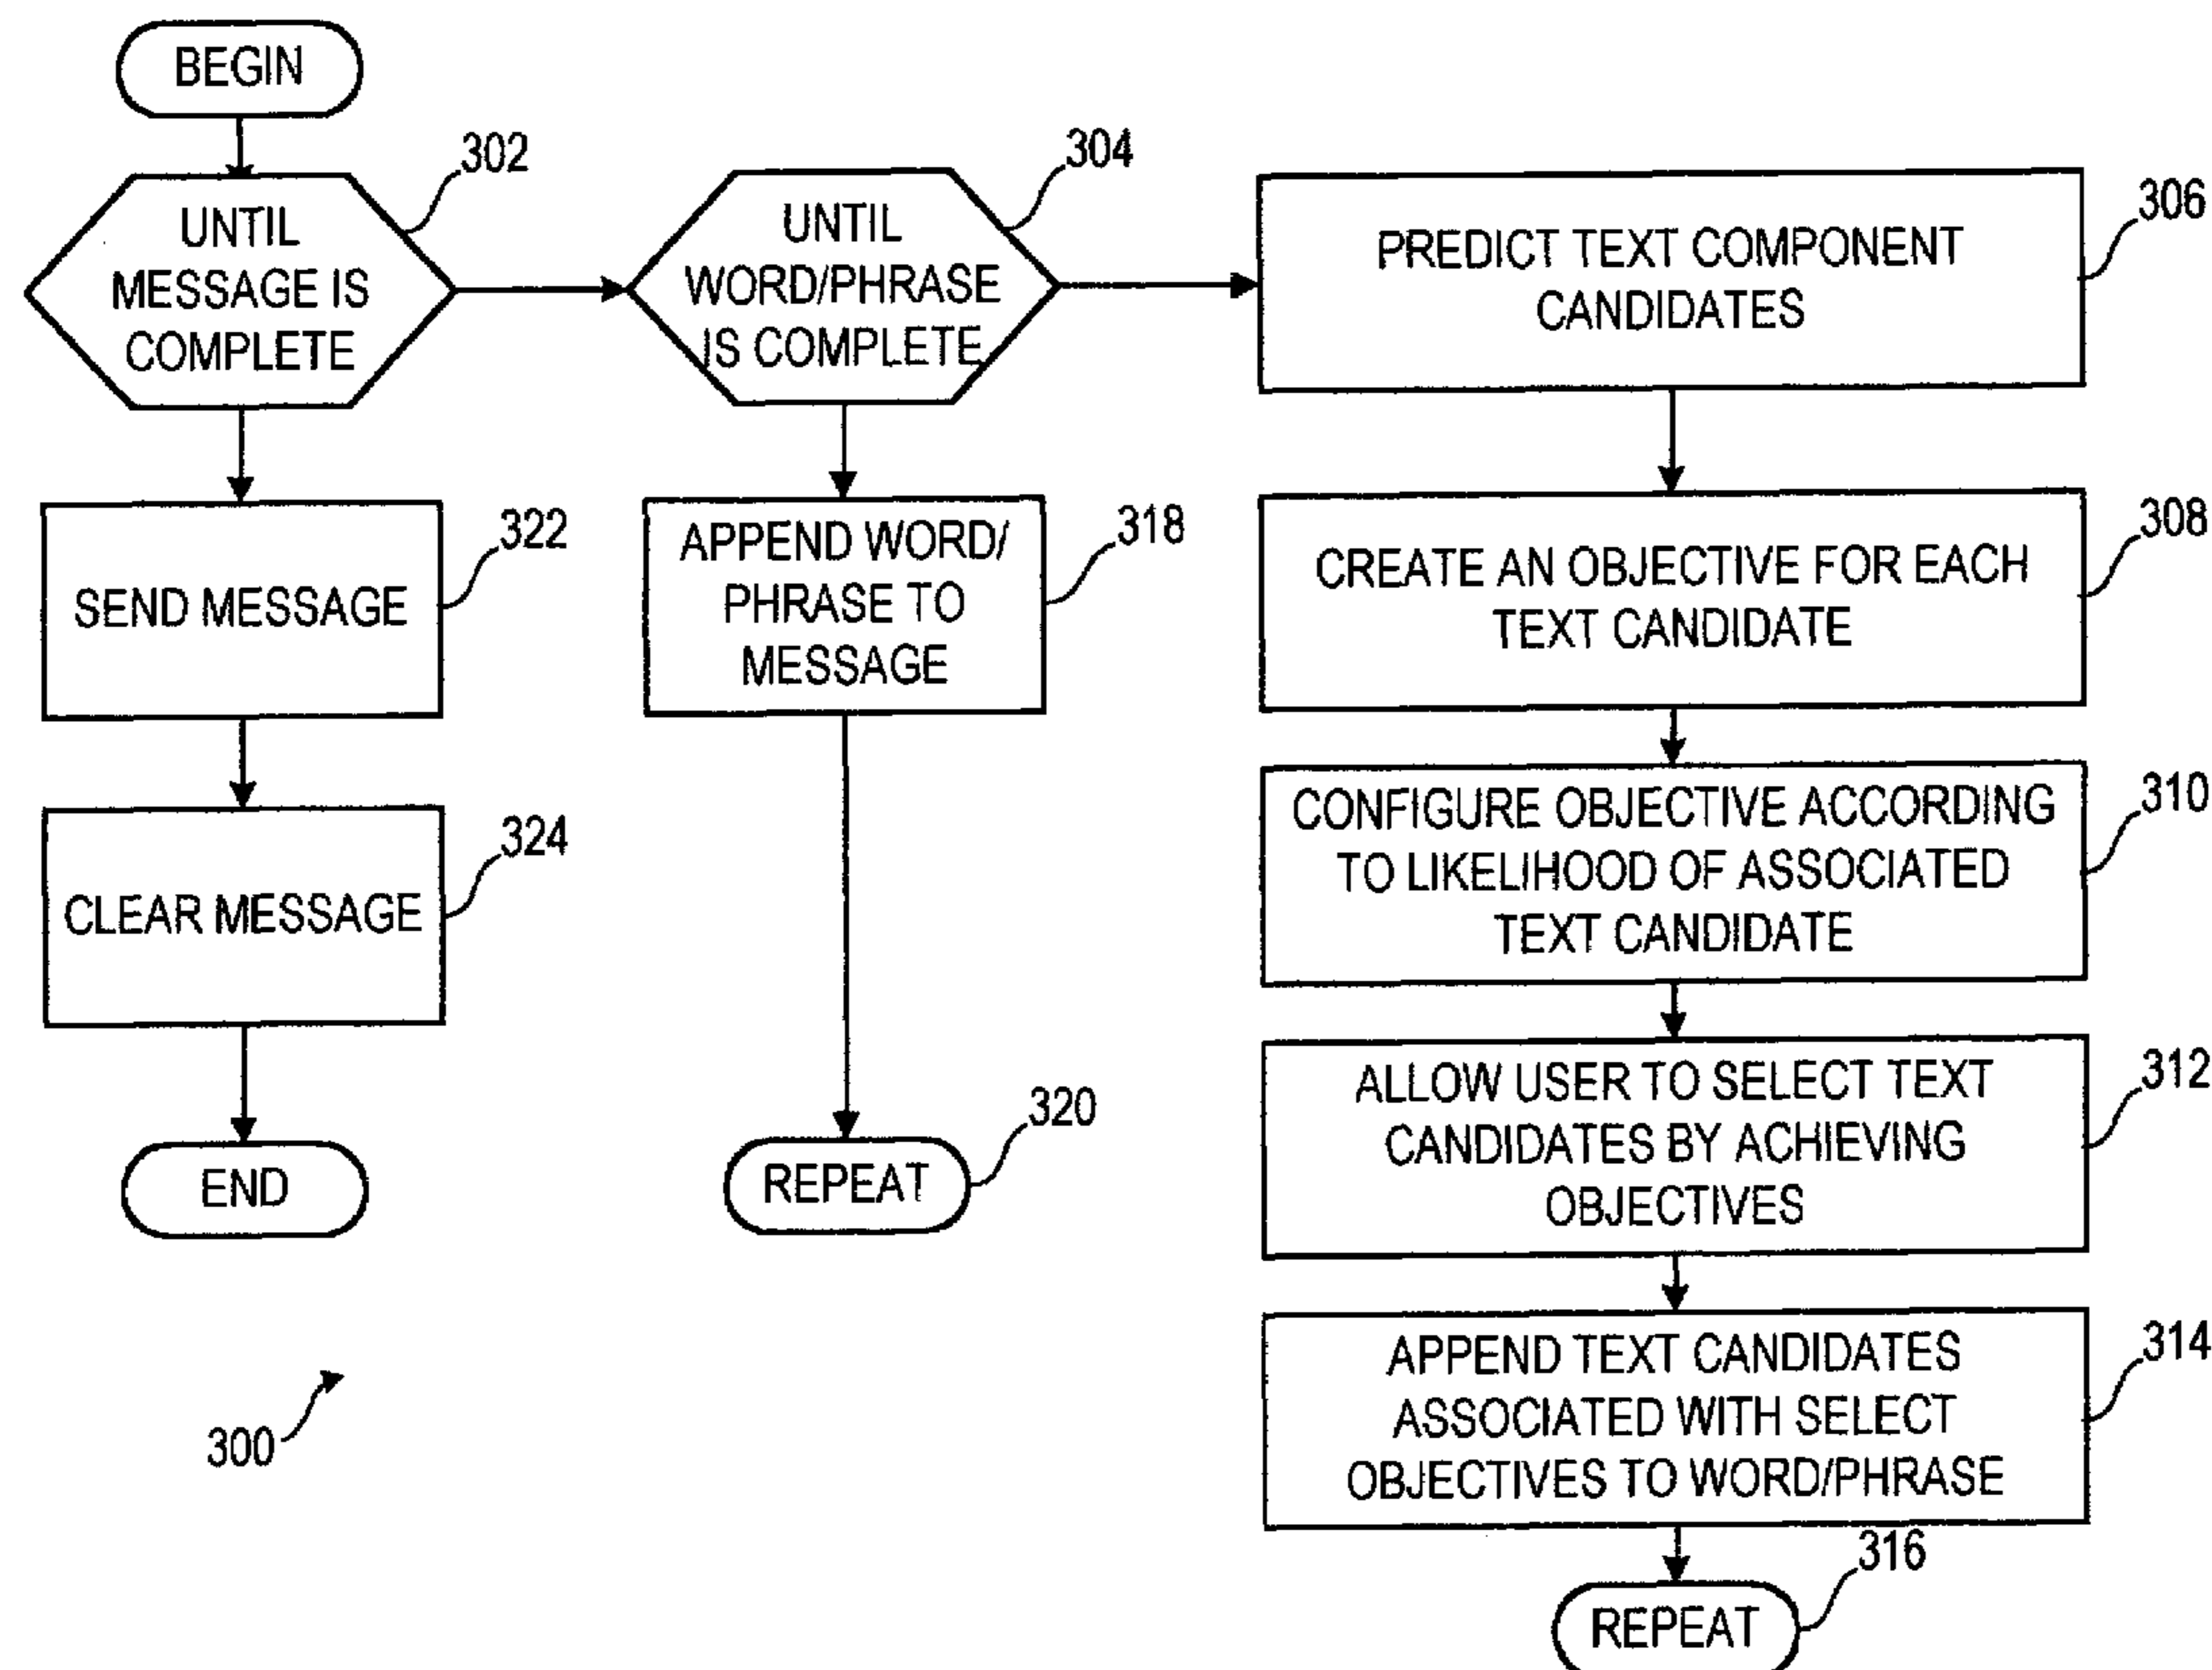 BEGIN
302
UNTIL
MESSAGE IS
COMPLETE
304
UNTIL
WORD/PHRASE
IS COMPLETE
306
PREDICT TEXT COMPONENT
CANDIDATES
308
CREATE AN OBJECTIVE FOR EACH
TEXT CANDIDATE
310
CONFIGURE OBJECTIVE ACCORDING
TO LIKELIHOOD OF ASSOCIATED
TEXT CANDIDATE
312
ALLOW USER TO SELECT TEXT
CANDIDATES BY ACHIEVING
OBJECTIVES
314
APPEND TEXT CANDIDATES
ASSOCIATED WITH SELECT
OBJECTIVES TO WORD/PHRASE
316
REPEAT
318
APPEND WORD/
PHRASE TO
MESSAGE
320
REPEAT
322
SEND MESSAGE
324
CLEAR MESSAGE
END
300